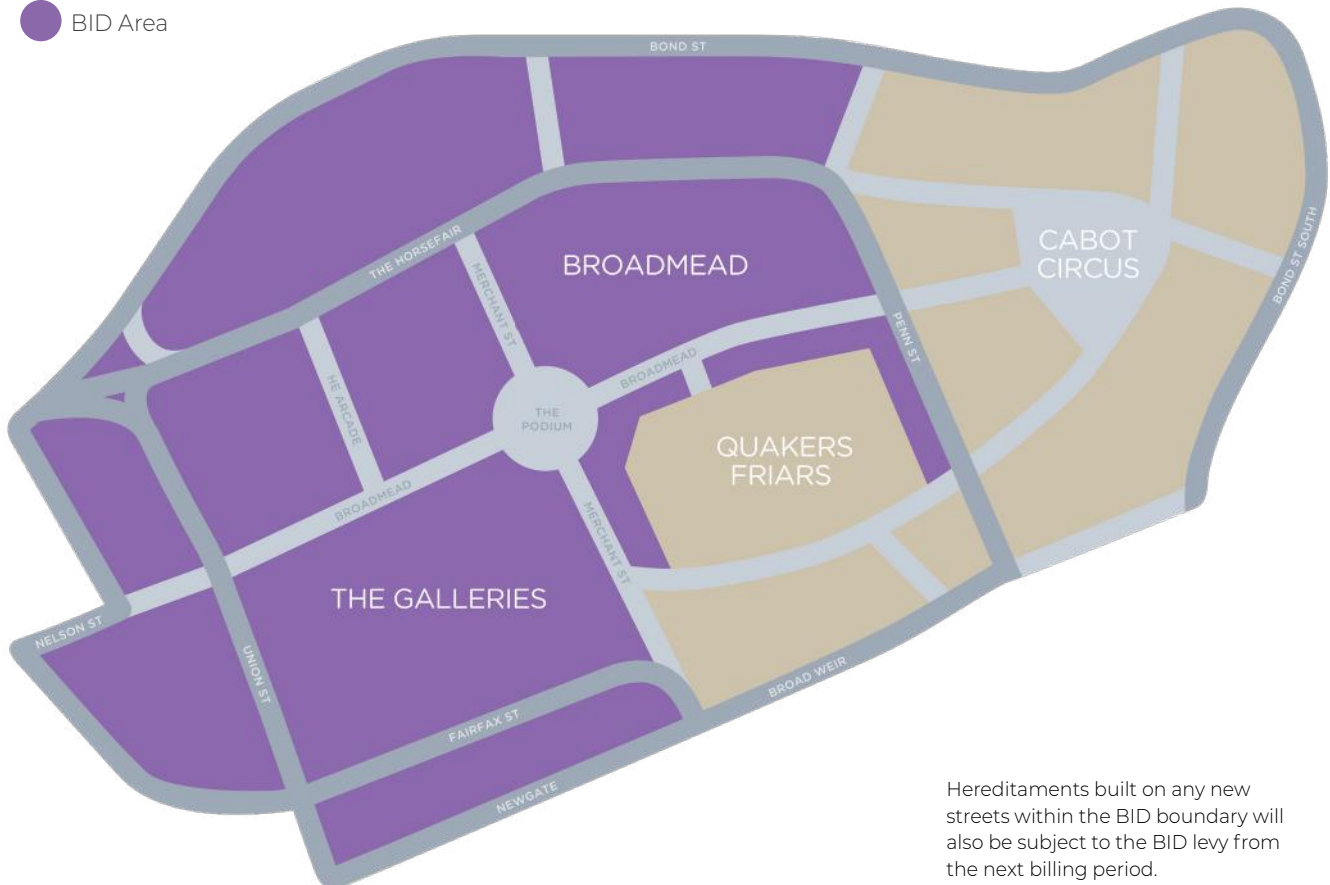 BID Area
BOND ST
THE HORSEFAIR
MERCHANT ST
BROADMEAD
CABOT
CIRCUS
BOND ST SOUTH
PENN ST
HE ARCADE
THE
PODIUM
BROADMEAD
QUAKERS
FRIARS
BROADMEAD
MERCHANT ST
THE GALLERIES
NELSON ST
UNION ST
FAIRFAX ST
BROAD WEIR
NEWGATE
Hereditaments built on any new
streets within the BID boundary will
also be subject to the BID levy from
the next billing period.